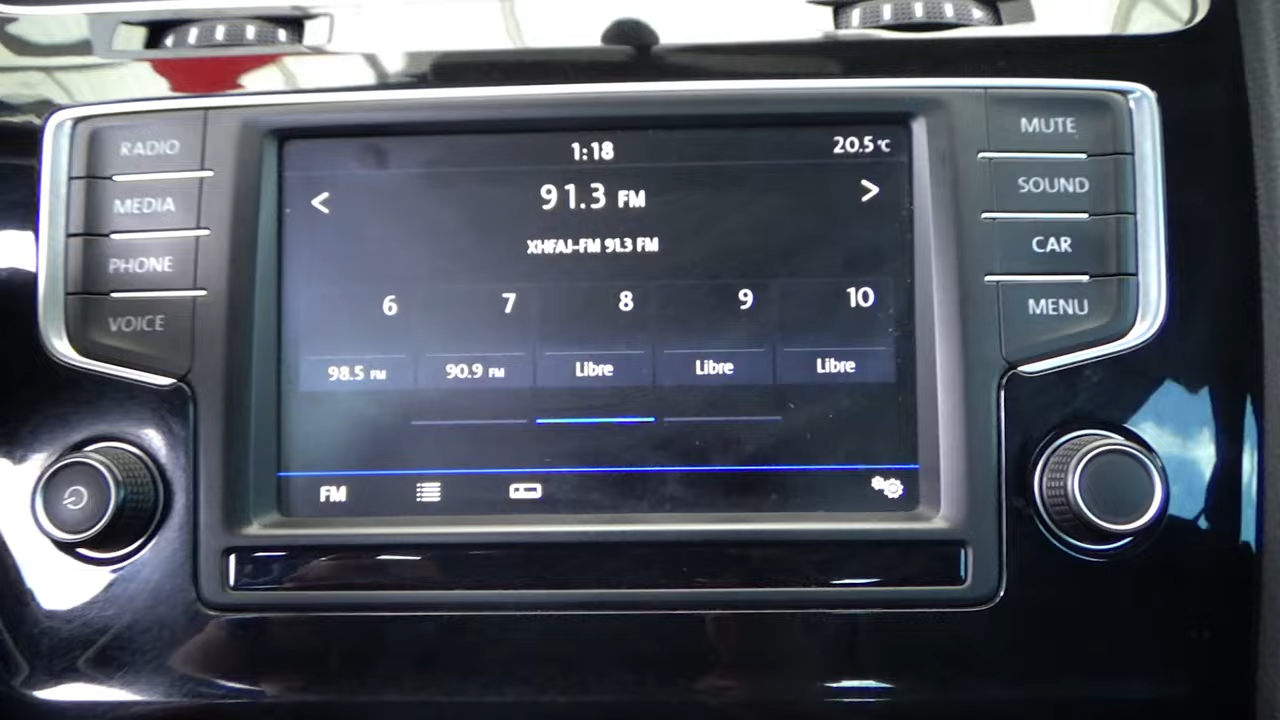 RADIO
MEDIA
PHONE
VOICE
1:18
20.5°C
< 91.3 FM >
XHFAJ-FM 91.3 FM
6 7 8 9 10
98.5 FM 90.9 FM Libre Libre Libre
FM
MUTE
SOUND
CAR
MENU